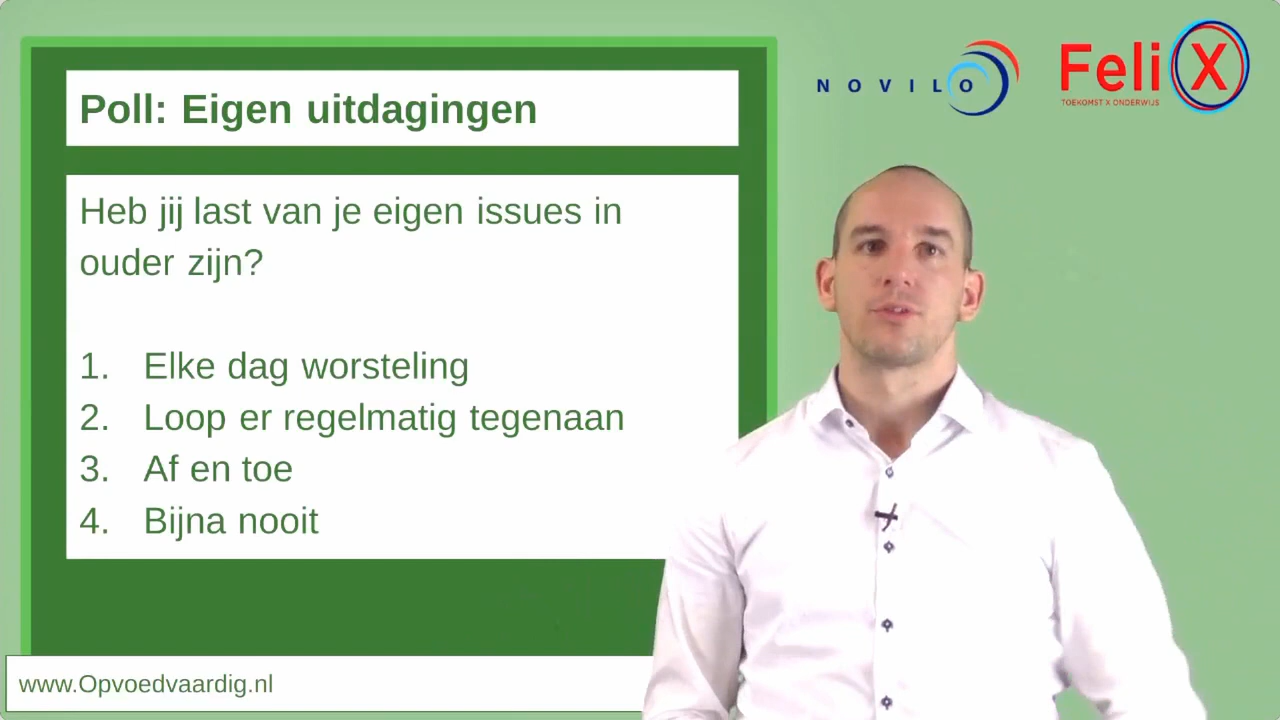 Poll: Eigen uitdagingen
NOVILO
FeliX
TOEKOMST X ONDERWIJS
Heb jij last van je eigen issues in
ouder zijn?
1. Elke dag worsteling
2. Loop er regelmatig tegenaan
3. Af en toe
4. Bijna nooit
www.Opvoedvaardig.nl